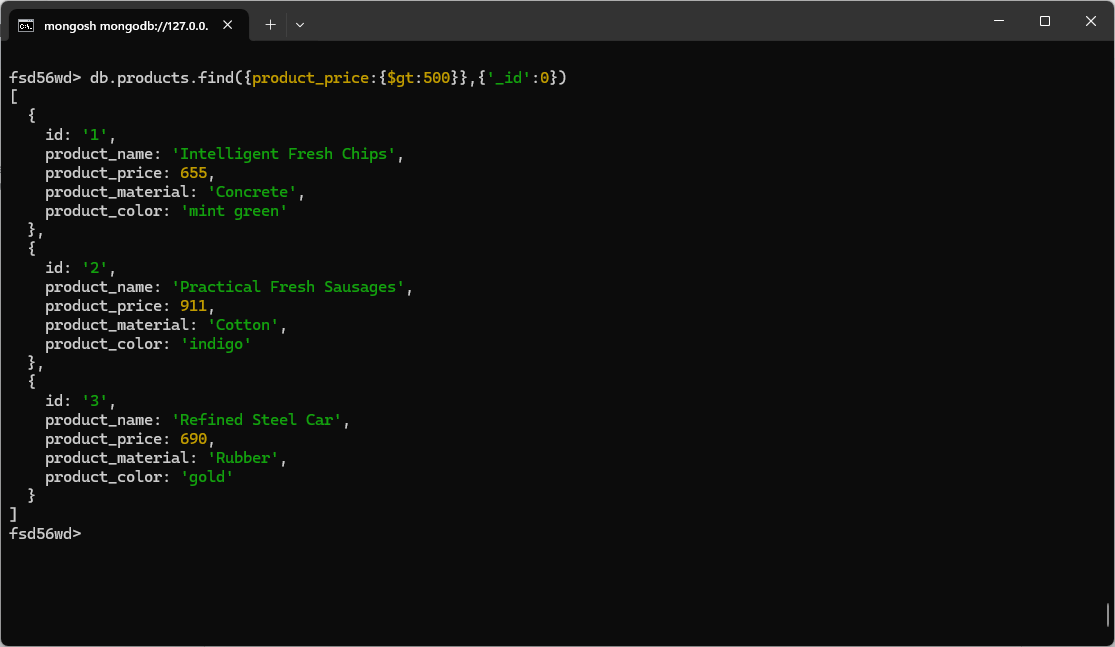 mongosh mongodb://127.0.0.
fsd56wd> db.products.find({product_price:{$gt:500}},{'_id':0})
[
  {
    id: '1',
    product_name: 'Intelligent Fresh Chips',
    product_price: 655,
    product_material: 'Concrete',
    product_color: 'mint green'
  },
  {
    id: '2',
    product_name: 'Practical Fresh Sausages',
    product_price: 911,
    product_material: 'Cotton',
    product_color: 'indigo'
  },
  {
    id: '3',
    product_name: 'Refined Steel Car',
    product_price: 690,
    product_material: 'Rubber',
    product_color: 'gold'
  }
]
fsd56wd>